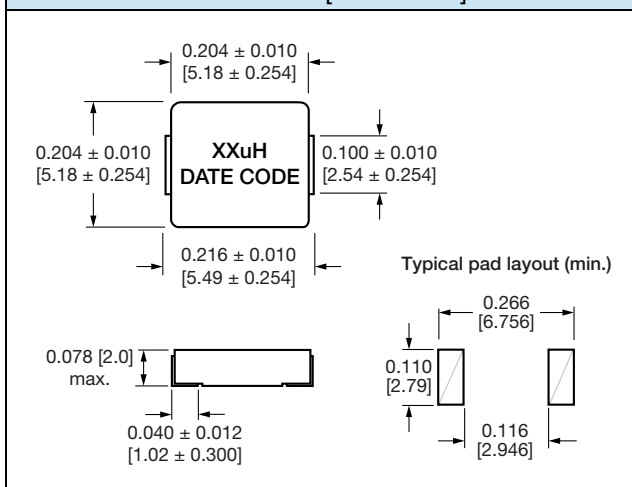 0.204 ± 0.010
[5.18 ± 0.254]
0.204 ± 0.010
[5.18 ± 0.254]
XXuH
DATE CODE
0.100 ± 0.010
[2.54 ± 0.254]
0.216 ± 0.010
[5.49 ± 0.254]
Typical pad layout (min.)
0.266
[6.756]
0.078 [2.0]
max.
0.110
[2.79]
0.040 ± 0.012
[1.02 ± 0.300]
0.116
[2.946]